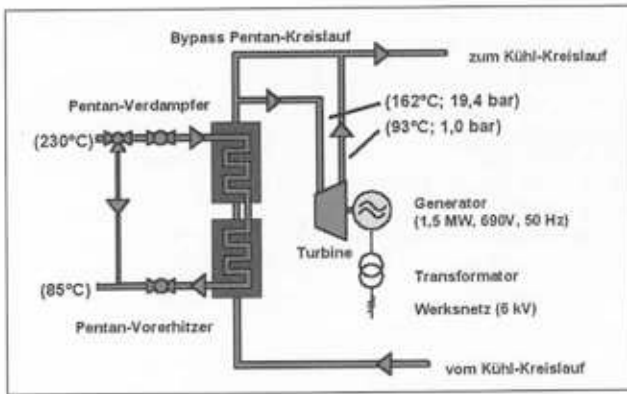 Bypass Pentan-Kreislauf
zum Kühl-Kreislauf
Pentan-Verdampfer
(162°C; 19,4 bar)
(93°C; 1,0 bar)
(230°C)
Generator
(1,5 MW, 690V, 50 Hz)
Turbine
Transformator
(85°C)
Werksnetz (6 kV)
Pentan-Vorerhitzer
vom Kühl-Kreislauf